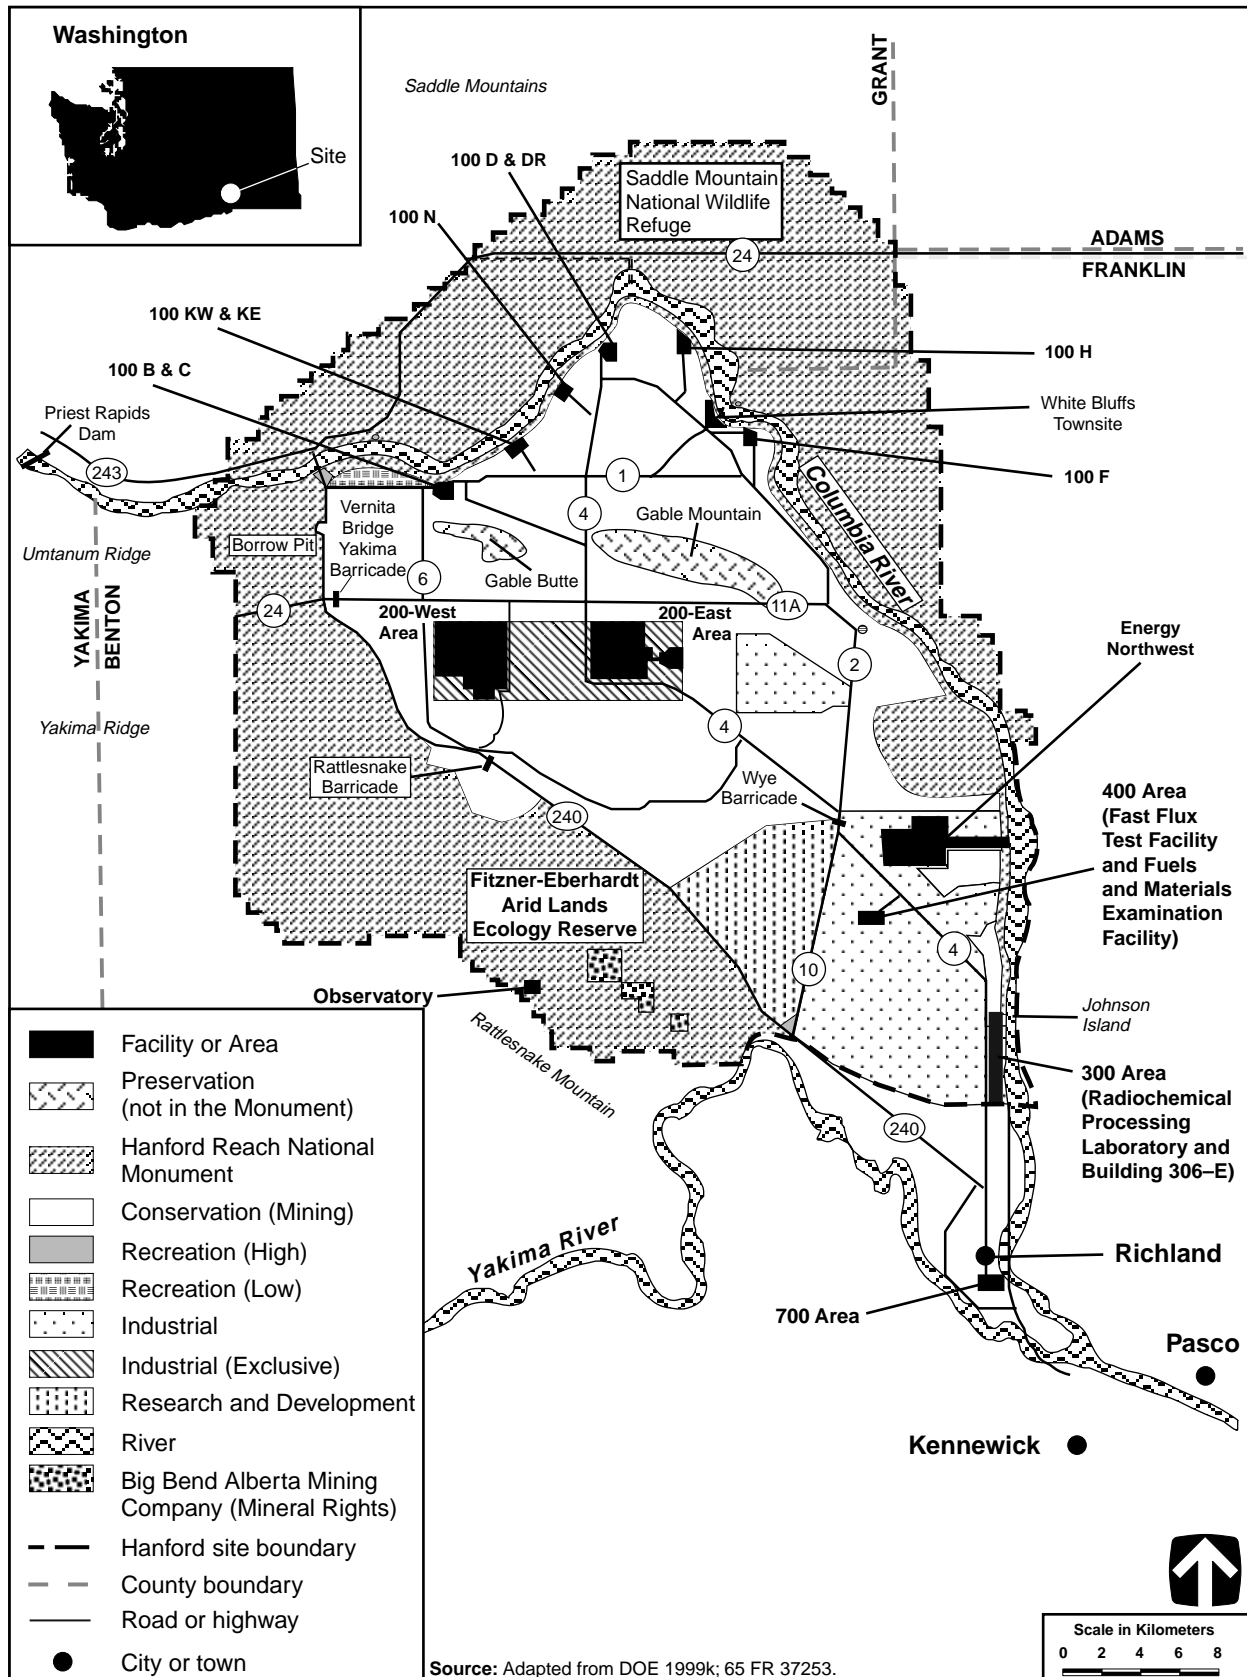 Washington
Site
Saddle Mountains
GRANT
100 D & DR
Saddle Mountain
National Wildlife
Refuge
100 N
24
ADAMS
FRANKLIN
100 KW & KE
100 B & C
100 H
Priest Rapids
Dam
White Bluffs
Townsite
243
1
100 F
Columbia River
4
Vernita
Bridge
Yakima
Barricade
Gable Mountain
Umtanum Ridge
Borrow Pit
Gable Butte
6
24
11A
YAKIMA
BENTON
200-West
Area
200-East
Area
Energy
Northwest
2
Yakima Ridge
4
Rattlesnake
Barricade
Wye
Barricade
240
400 Area
(Fast Flux
Test Facility
and Fuels
and Materials
Examination
Facility)
Fitzner-Eberhardt
Arid Lands
Ecology Reserve
4
10
Observatory
Johnson
Island
Rattlesnake Mountain
300 Area
(Radiochemical
Processing
Laboratory and
Building 306–E)
240
Yakima River
Richland
700 Area
Pasco
Kennewick
Facility or Area
Preservation
(not in the Monument)
Hanford Reach National
Monument
Conservation (Mining)
Recreation (High)
Recreation (Low)
Industrial
Industrial (Exclusive)
Research and Development
River
Big Bend Alberta Mining
Company (Mineral Rights)
Hanford site boundary
County boundary
Road or highway
City or town
Source: Adapted from DOE 1999k; 65 FR 37253.
Scale in Kilometers
0 2 4 6 8